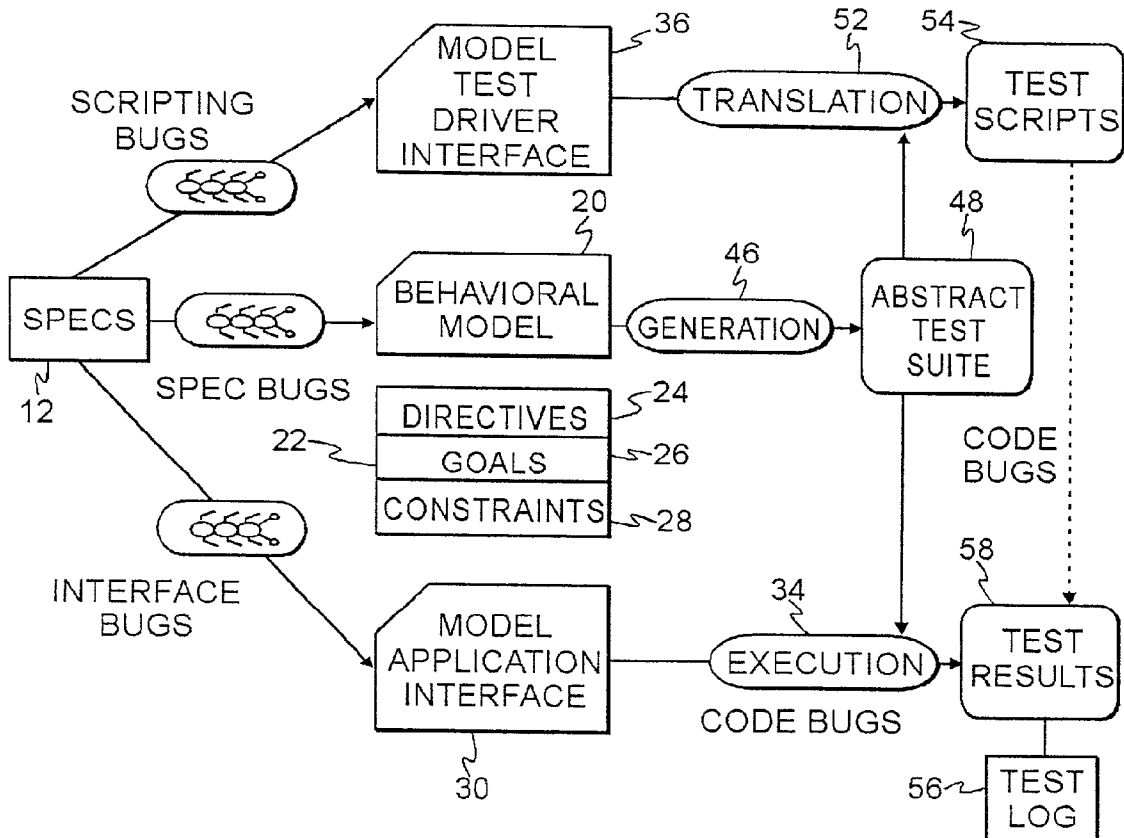 36
52
54
MODEL
TEST
DRIVER
INTERFACE
TRANSLATION
TEST
SCRIPTS
SCRIPTING
BUGS
20
46
48
SPECS
BEHAVIORAL
MODEL
GENERATION
ABSTRACT
TEST
SUITE
12
SPEC BUGS
22
DIRECTIVES
24
GOALS
26
CONSTRAINTS
28
CODE
BUGS
INTERFACE
BUGS
MODEL
APPLICATION
INTERFACE
30
34
EXECUTION
CODE BUGS
58
TEST
RESULTS
56
TEST
LOG